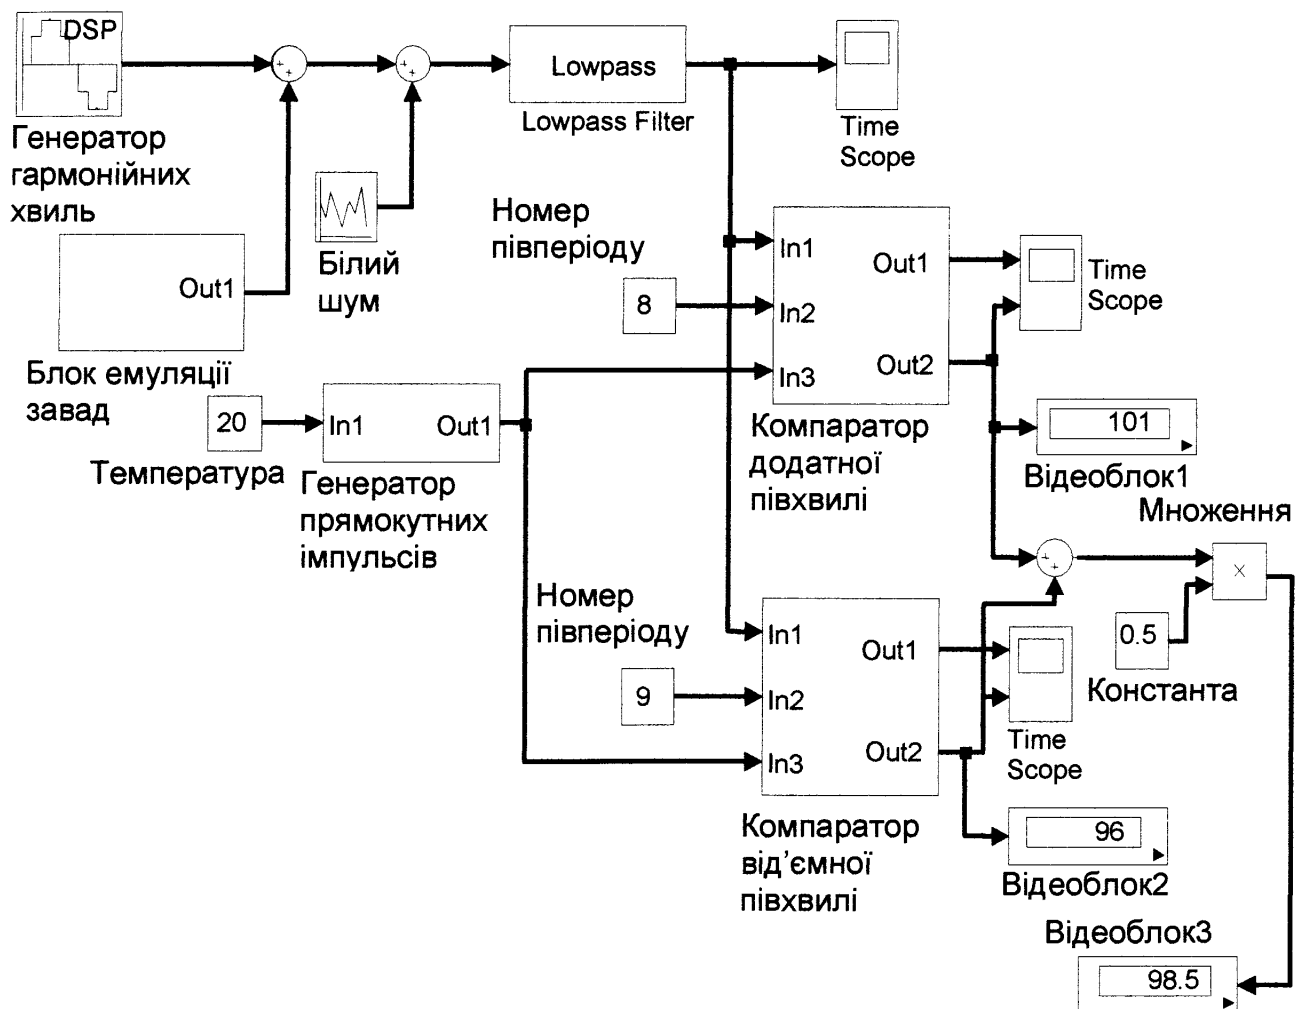 DSP
Генератор
гармонійних
хвиль
Lowpass
Lowpass Filter
Time
Scope
Білий
шум
Out1
Блок емуляції
завад
Номер
півперіоду
8
In1
In2
In3
Out1
Out2
Компаратор
додатної
півхвилі
Time
Scope
20
Температура
In1
Out1
Генератор
прямокутних
імпульсів
101
Відеоблок1
Множення
×
0.5
Константа
Номер
півперіоду
9
In1
In2
In3
Out1
Out2
Компаратор
від’ємної
півхвилі
Time
Scope
96
Відеоблок2
Відеоблок3
98.5